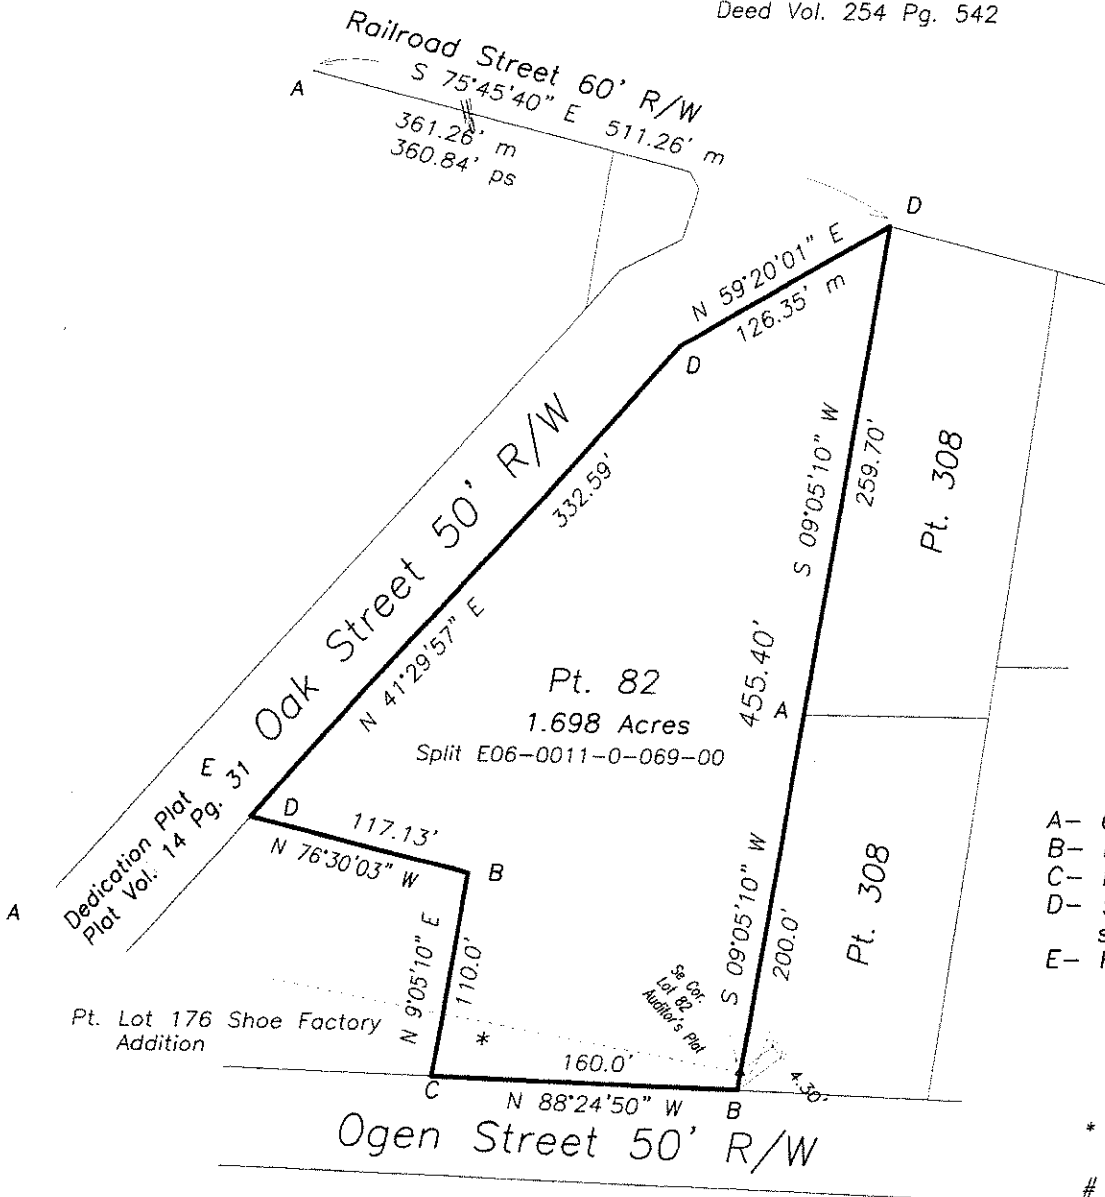 Deed Vol. 254 Pg. 542
Railroad Street 60' R/W
S 75°45'40" E 511.26' m
A
361.26' m
360.84' ps
D
N 59°20'01" E
126.35' m
D
Oak Street 50' R/W
332.59'
N 41°29'57" E
S 09°05'10" W
259.70'
Pt. 308
455.40'
A
Pt. 82
1.698 Acres
Split E06-0011-0-069-00
E
Dedication Plat
Plat Vol. 14 Pg. 31
A
D
117.13'
N 76°30'03" W
B
N 9°05'10" E
110.0'
S 09°05'10" W
200.0'
Pt. 308
Se Cor.
Lot 82
Auditor's Plat
Pt. Lot 176 Shoe Factory
Addition
*
160.0'
4.30'
C
N 88°24'50" W
B
Ogen Street 50' R/W
A-
B-
C-
D-
E-
*
#